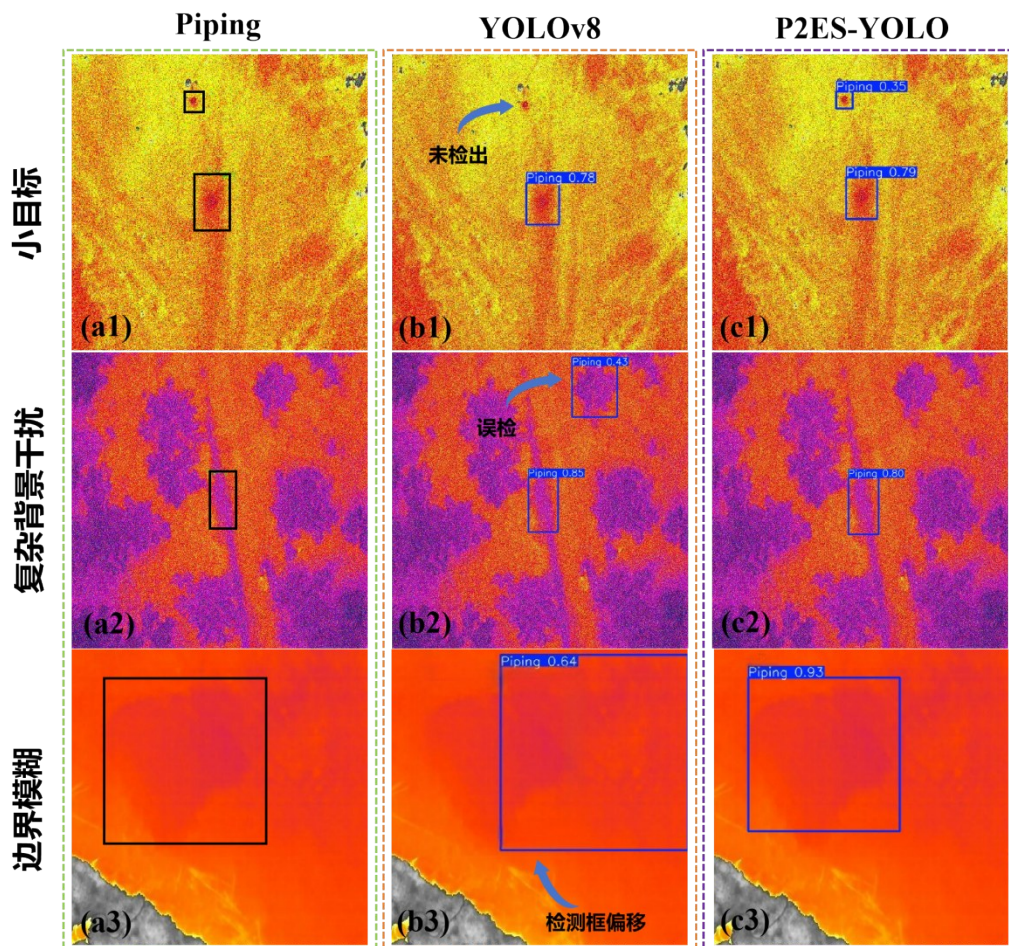 Piping
YOLOv8
P2ES-YOLO
小目标
(a1)
未检出
Piping 0.78
(b1)
Piping 0.35
Piping 0.79
(c1)
复杂背景干扰
(a2)
Piping 0.43
误检
Piping 0.85
(b2)
Piping 0.80
(c2)
边界模糊
(a3)
Piping 0.64
检测框偏移
(b3)
Piping 0.93
(c3)